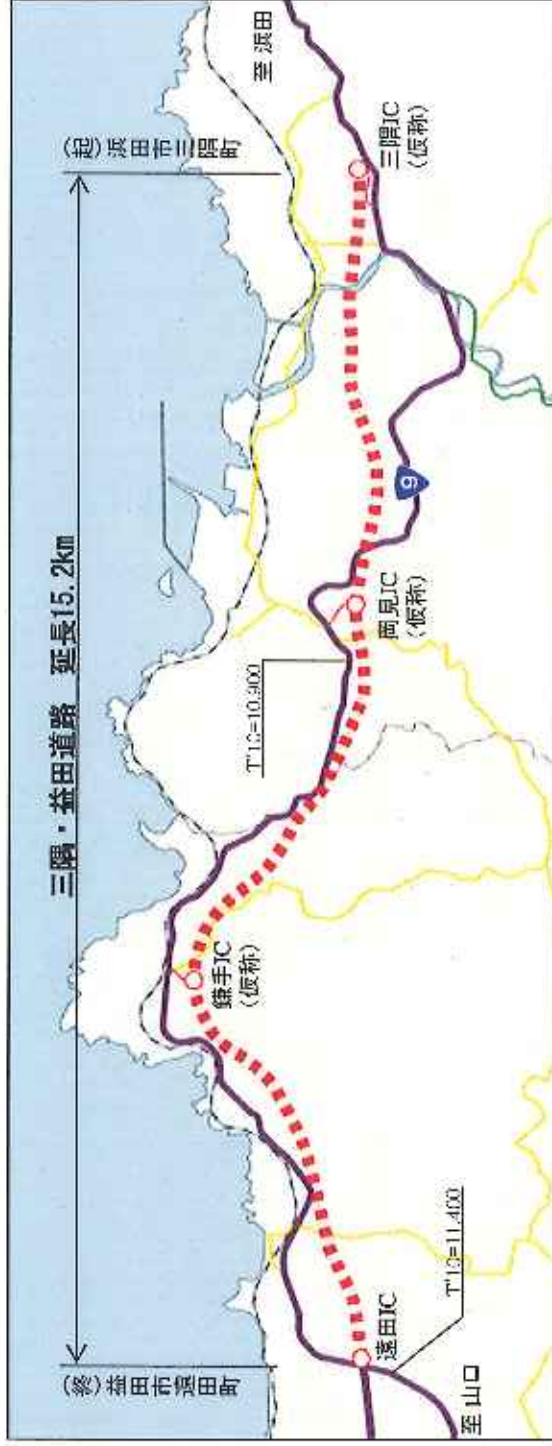 三隅・益田道路 延長15.2km
(終)益田市遠田町
(起)浜田市三隅町
至 浜田
三隅IC
(仮称)
9
岡見IC
(仮称)
T'10=10,900
鎌手IC
(仮称)
遠田IC
T'10=11,400
至 山口